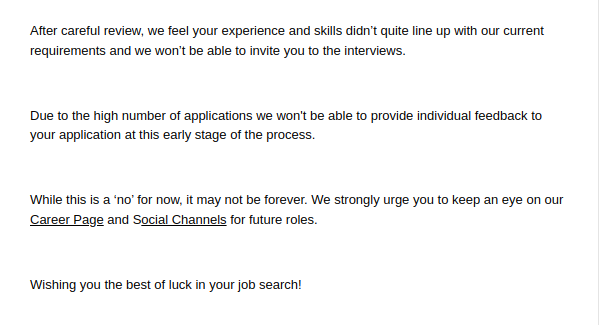 After careful review, we feel your experience and skills didn’t quite line up with our current
requirements and we won’t be able to invite you to the interviews.
Due to the high number of applications we won't be able to provide individual feedback to
your application at this early stage of the process.
While this is a ‘no’ for now, it may not be forever. We strongly urge you to keep an eye on our
Career Page and Social Channels for future roles.
Wishing you the best of luck in your job search!